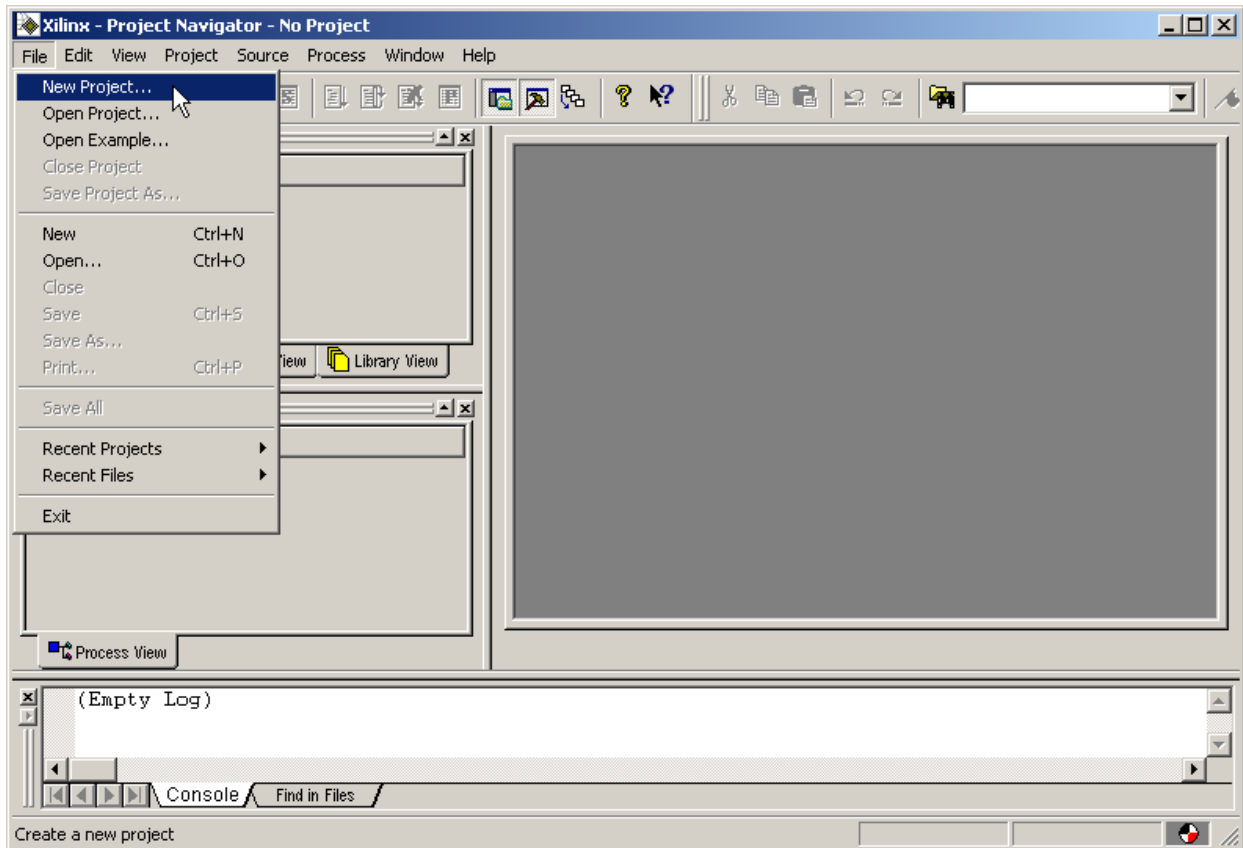 Xilinx - Project Navigator - No Project
File Edit View Project Source Process Window Help
New Project...
Open Project...
Open Example...
Close Project
Save Project As...
New Ctrl+N
Open... Ctrl+O
Close
Save Ctrl+S
Save As...
Print... Ctrl+P
Library View
Save All
Recent Projects
Recent Files
Exit
Process View
(Empty Log)
Console Find in Files
Create a new project